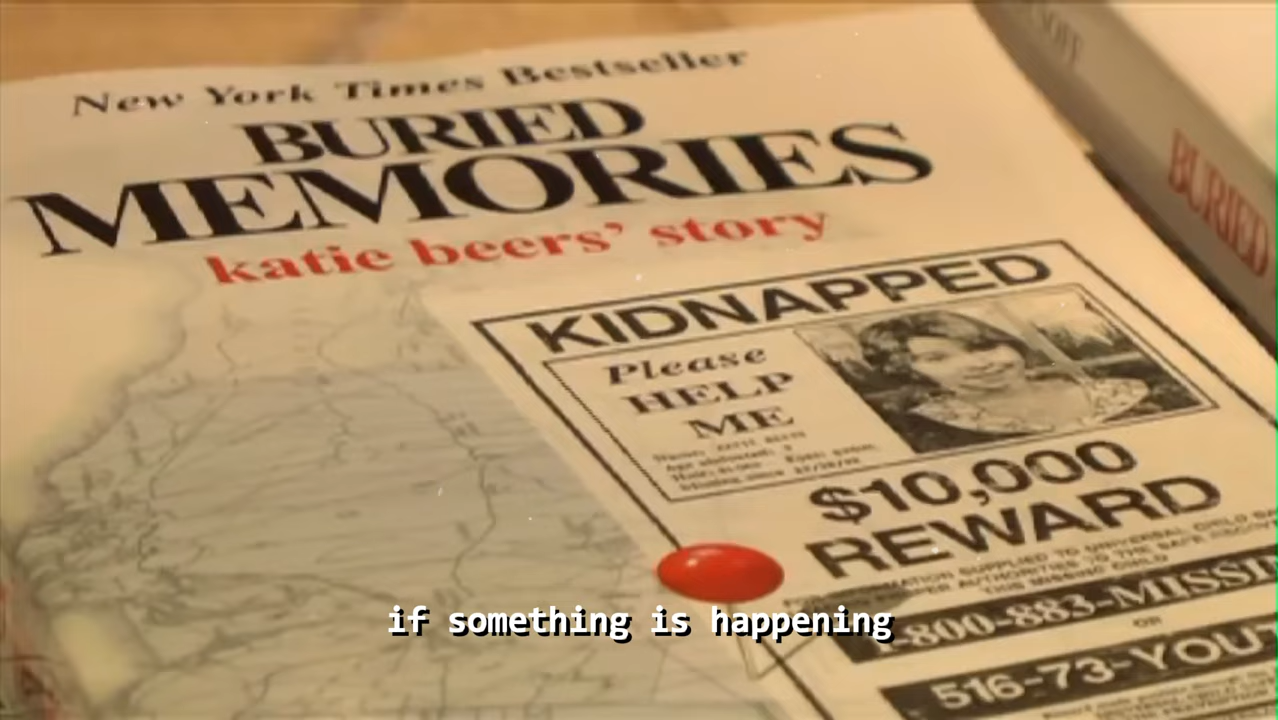 New York Times Bestseller
BURIED
MEMORIES
katie beers' story
KIDNAPPED
Please
HELP
ME
$10,000
REWARD
1-800-883-MISSI
OR
516-73-YOUT
BURIED
if something is happening